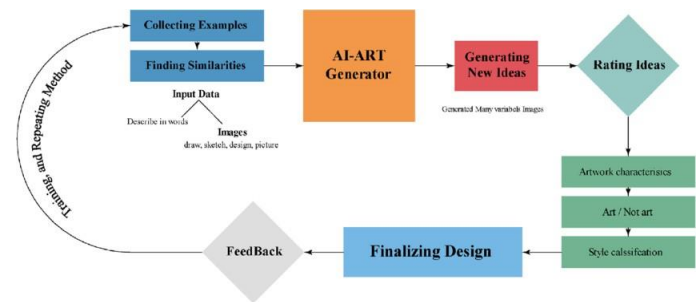 Collecting Examples
Finding Similarities
Input Data
Describe in words
Images
draw, sketch, design, picture
AI-ART
Generator
Generating
New Ideas
Generated Many variabels Images
Rating Ideas
Artwork characterisics
Art / Not art
Style calssifeation
Finalizing Design
FeedBack
Training, and Repeating Method